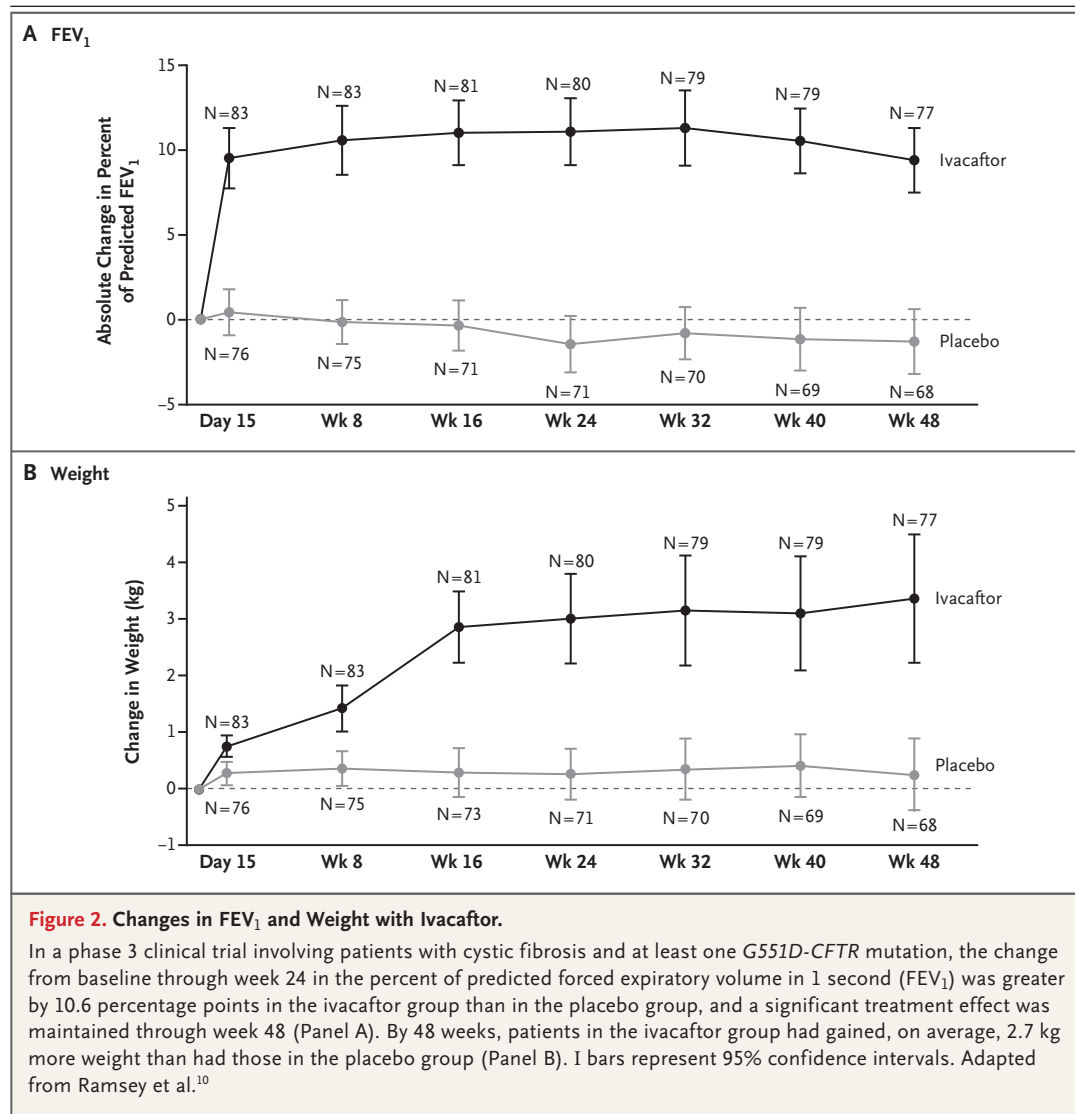 A FEV1
15
10
5
0
−5
Absolute Change in Percent
of Predicted FEV1
N=83
N=83
N=81
N=80
N=79
N=79
N=77
Ivacaftor
Placebo
N=76
N=75
N=71
N=71
N=70
N=69
N=68
Day 15 Wk 8 Wk 16 Wk 24 Wk 32 Wk 40 Wk 48
B Weight
5
4
3
2
1
0
−1
Change in Weight (kg)
N=83
N=83
N=81
N=80
N=79
N=79
N=77
Ivacaftor
Placebo
N=76
N=75
N=73
N=71
N=70
N=69
N=68
Day 15 Wk 8 Wk 16 Wk 24 Wk 32 Wk 40 Wk 48
Figure 2. Changes in FEV1 and Weight with Ivacaftor.
In a phase 3 clinical trial involving patients with cystic fibrosis and at least one G551D-CFTR mutation, the change
from baseline through week 24 in the percent of predicted forced expiratory volume in 1 second (FEV1) was greater
by 10.6 percentage points in the ivacaftor group than in the placebo group, and a significant treatment effect was
maintained through week 48 (Panel A). By 48 weeks, patients in the ivacaftor group had gained, on average, 2.7 kg
more weight than had those in the placebo group (Panel B). I bars represent 95% confidence intervals. Adapted
from Ramsey et al.10